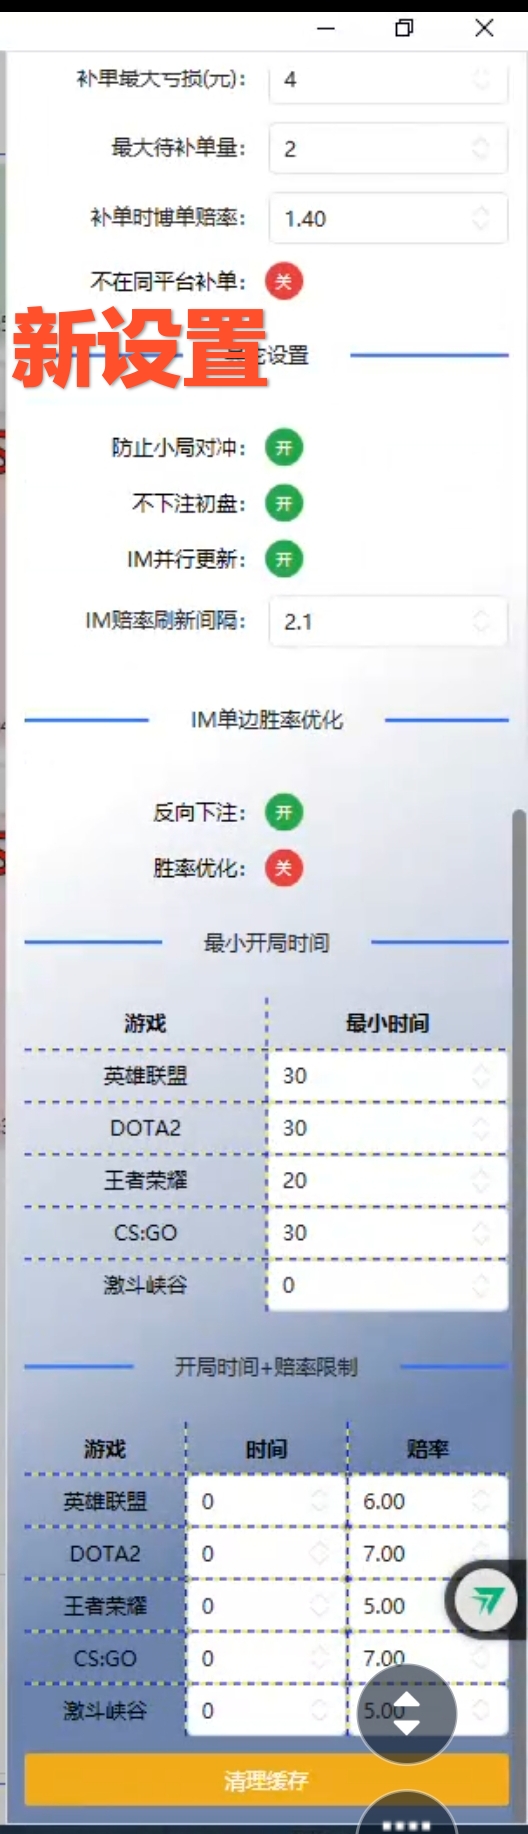 补单最大亏损(元): 4
最大待补单量: 2
补单时博单赔率: 1.40
不在同平台补单: 关
新设置
设置
防止小局对冲: 开
不下注初盘: 开
IM并行更新: 开
IM赔率刷新间隔: 2.1
IM单边胜率优化
反向下注: 开
胜率优化: 关
最小开局时间
游戏 最小时间
英雄联盟 30
DOTA2 30
王者荣耀 20
CS:GO 30
激斗峡谷 0
开局时间+赔率限制
游戏 时间 赔率
英雄联盟 0 6.00
DOTA2 0 7.00
王者荣耀 0 5.00
CS:GO 0 7.00
激斗峡谷 0 5.00
清理缓存